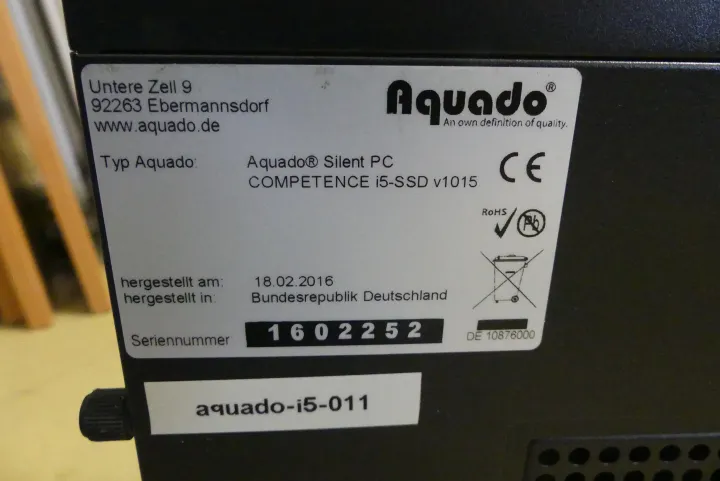 Untere Zell 9
92263 Ebermannsdorf
www.aquado.de
Aquado®
An own definition of quality.
Typ Aquado: Aquado® Silent PC
COMPETENCE i5-SSD v1015
CE
RoHS
Pb
hergestellt am: 18.02.2016
hergestellt in: Bundesrepublik Deutschland
Seriennummer 1602252
DE 10876000
aquado-i5-011